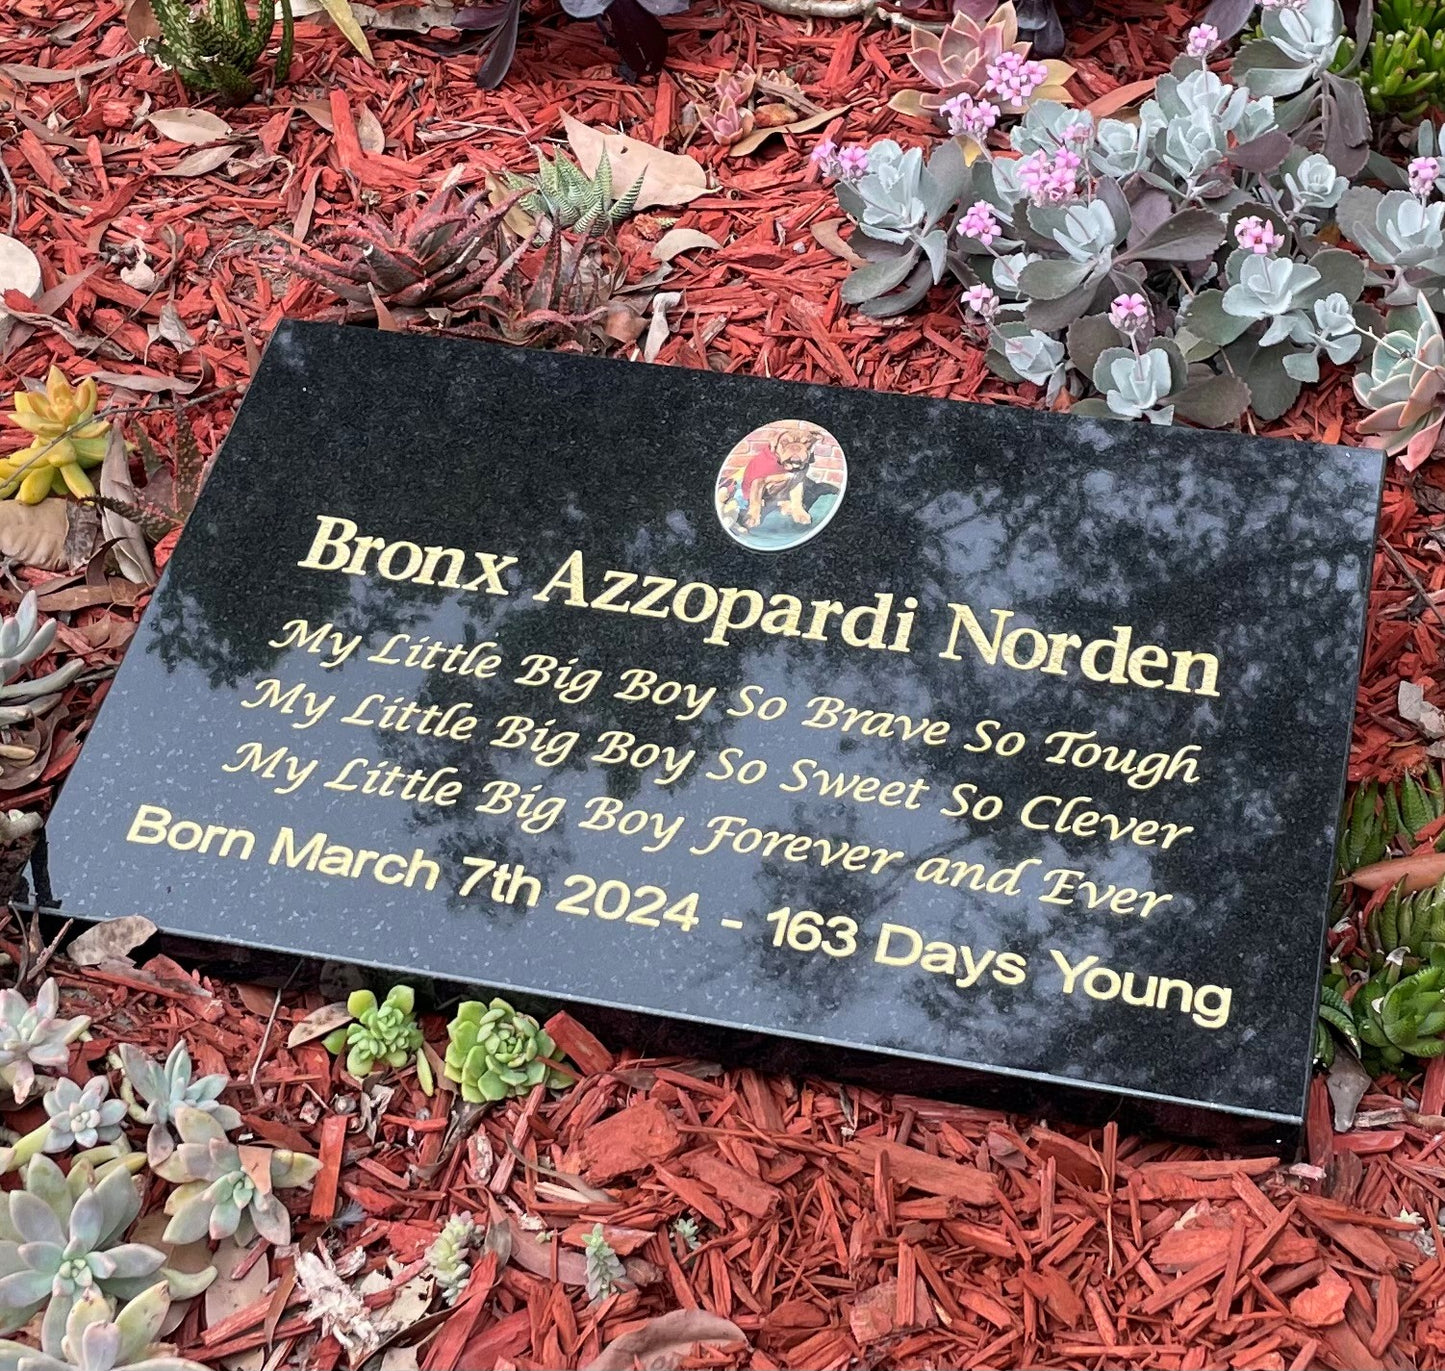 Bronx Azzopardi Norden
My Little Big Boy So Brave So Tough
My Little Big Boy So Sweet So Clever
My Little Big Boy Forever and Ever
Born March 7th 2024 - 163 Days Young